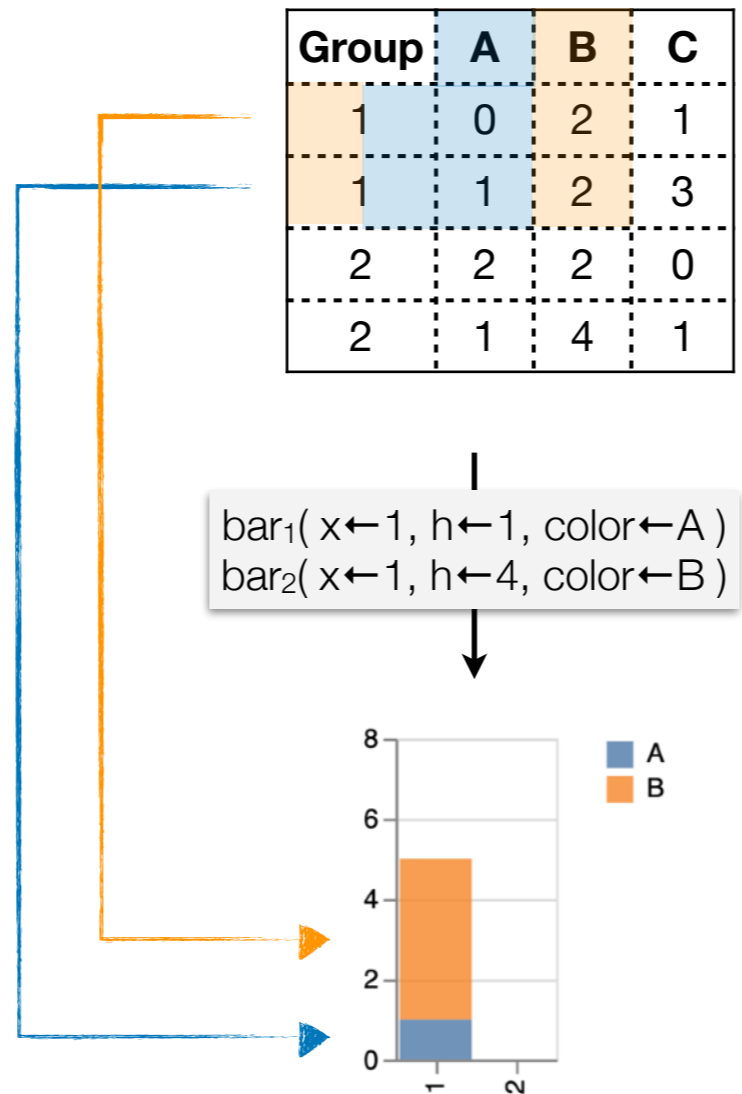 Group A B C
1 0 2 1
1 1 2 3
2 2 2 0
2 1 4 1
bar₁( x←1, h←1, color←A )
bar₂( x←1, h←4, color←B )
8
6
4
2
0
1 2
A
B